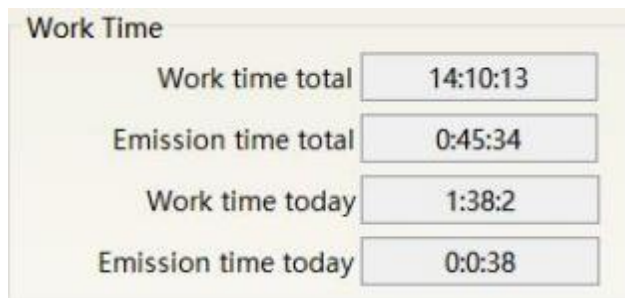 Work Time
Work time total 14:10:13
Emission time total 0:45:34
Work time today 1:38:2
Emission time today 0:0:38